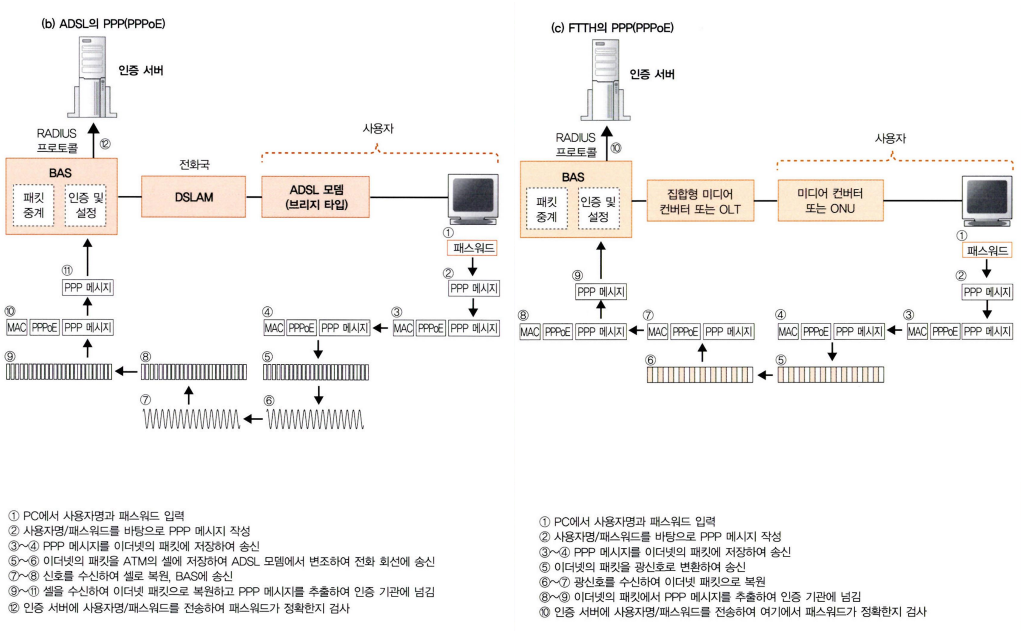 (b) ADSL의 PPP(PPPoE)
인증 서버
RADIUS
프로토콜
⑫
사용자
BAS
패킷
중계
인증 및
설정
전화국
DSLAM
ADSL 모뎀
(브리지 타입)
①
패스워드
②
PPP 메시지
⑪
PPP 메시지
⑩
MAC PPPoE PPP 메시지
④
MAC PPPoE PPP 메시지
③
MAC PPPoE PPP 메시지
⑨
⑧
⑤
⑦
⑥
① PC에서 사용자명과 패스워드 입력
② 사용자명/패스워드를 바탕으로 PPP 메시지 작성
③~④ PPP 메시지를 이더넷의 패킷에 저장하여 송신
⑤~⑥ 이더넷의 패킷을 ATM의 셀에 저장하여 ADSL 모뎀에서 변조하여 전화 회선에 송신
⑦~⑧ 신호를 수신하여 셀로 복원, BAS에 송신
⑨~⑪ 셀을 수신하여 이더넷 패킷으로 복원하고 PPP 메시지를 추출하여 인증 기관에 넘김
⑫ 인증 서버에 사용자명/패스워드를 전송하여 패스워드가 정확한지 검사
(c) FTTH의 PPP(PPPoE)
인증 서버
RADIUS
프로토콜
⑩
사용자
BAS
패킷
중계
인증 및
설정
집합형 미디어
컨버터 또는 OLT
미디어 컨버터
또는 ONU
①
패스워드
②
PPP 메시지
⑨
PPP 메시지
⑧
MAC PPPoE PPP 메시지
⑦
MAC PPPoE PPP 메시지
④
MAC PPPoE PPP 메시지
③
MAC PPPoE PPP 메시지
⑥
⑤
① PC에서 사용자명과 패스워드 입력
② 사용자명/패스워드를 바탕으로 PPP 메시지 작성
③~④ PPP 메시지를 이더넷의 패킷에 저장하여 송신
⑤ 이더넷의 패킷을 광신호로 변환하여 송신
⑥~⑦ 광신호를 수신하여 이더넷 패킷으로 복원
⑧~⑨ 이더넷의 패킷에서 PPP 메시지를 추출하여 인증 기관에 넘김
⑩ 인증 서버에 사용자명/패스워드를 전송하여 여기에서 패스워드가 정확한지 검사